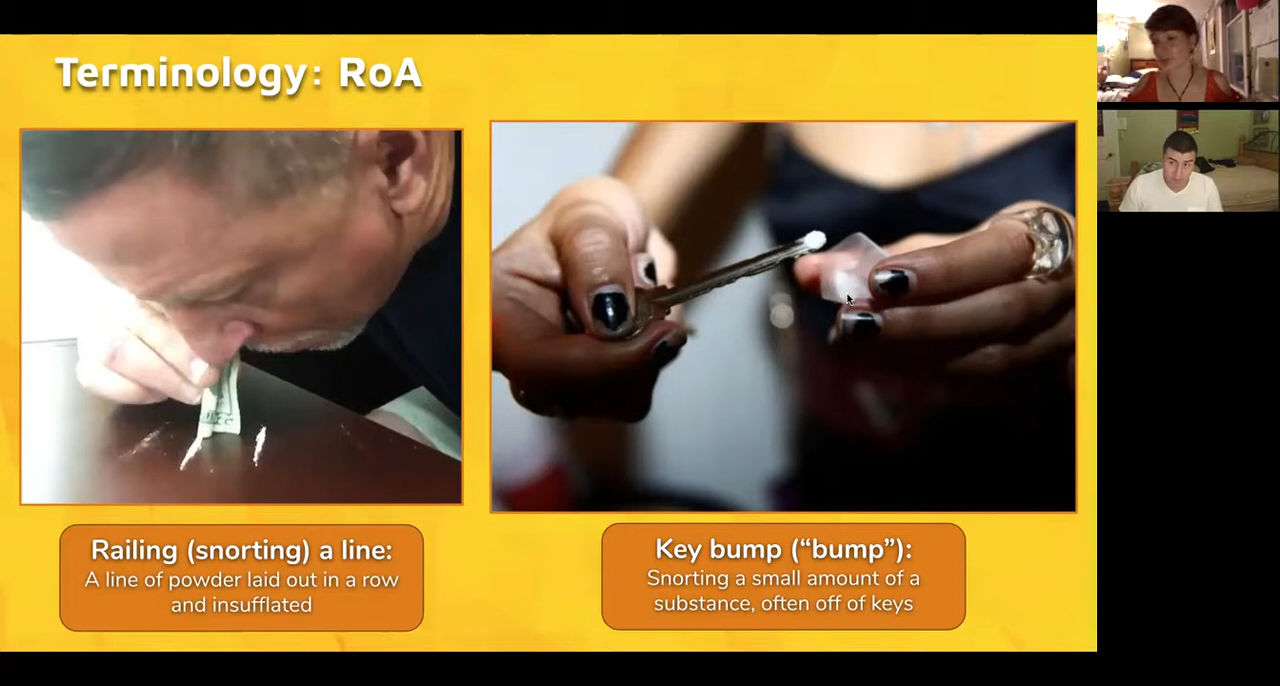 Terminology: RoA
Railing (snorting) a line:
A line of powder laid out in a row
and insufflated
Key bump (“bump”):
Snorting a small amount of a
substance, often off of keys